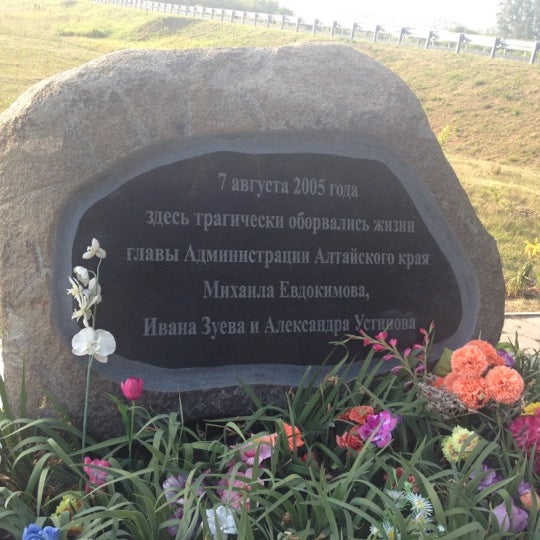 7 августа 2005 года
здесь трагически оборвались жизни
главы Администрации Алтайского края
Михаила Евдокимова,
Ивана Зуева и Александра Устинова